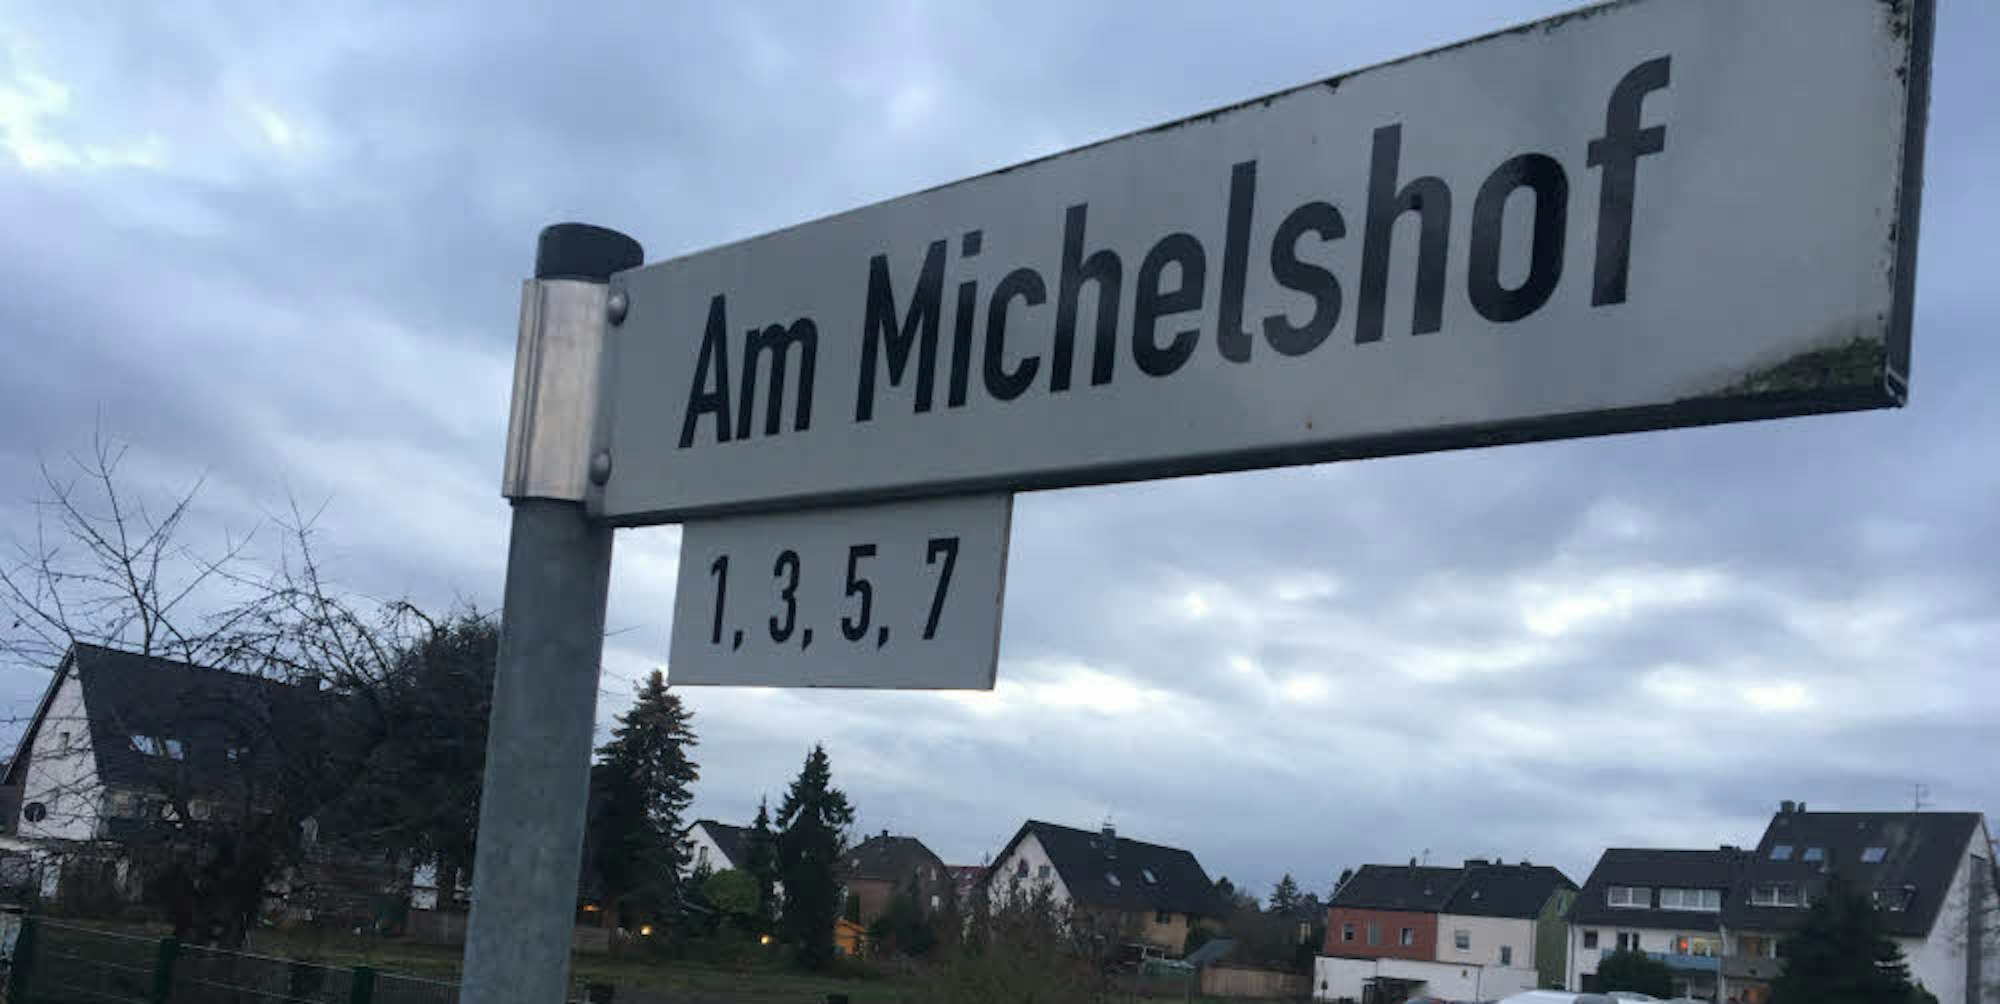 Am Michelshof
1, 3, 5, 7